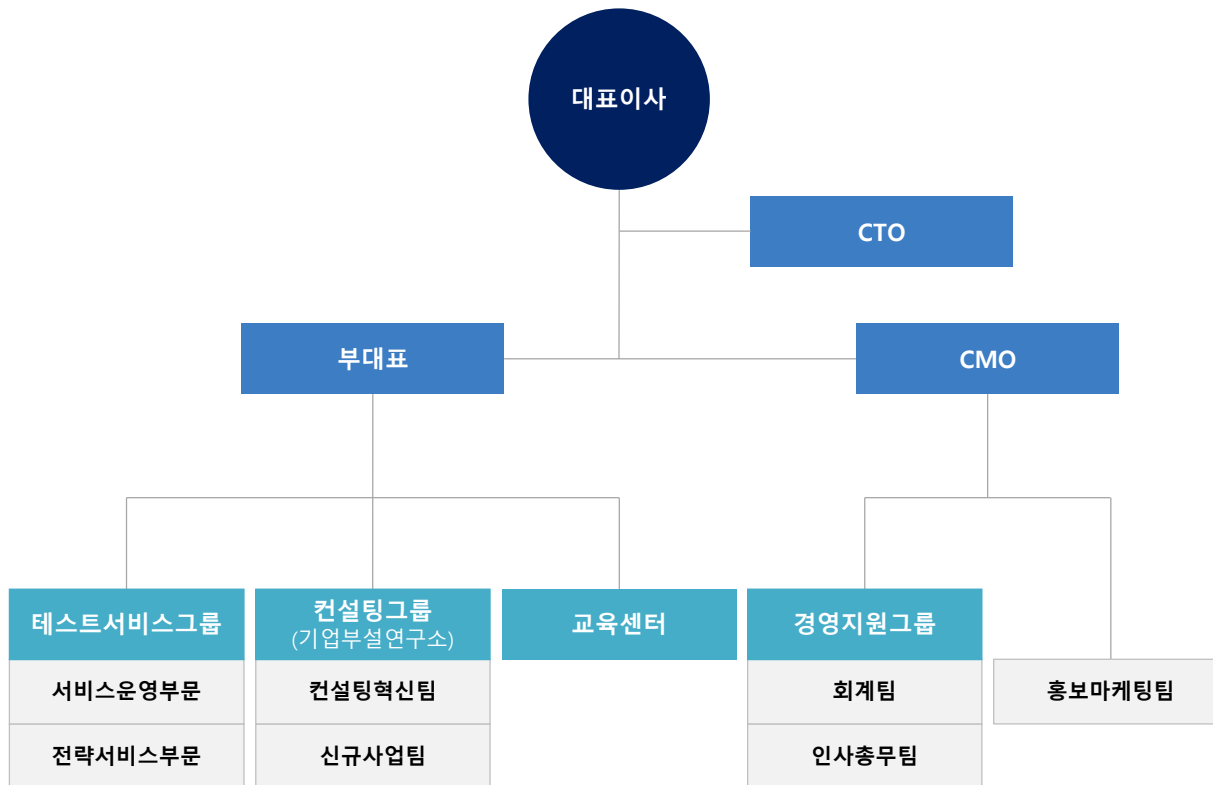 대표이사
CTO
부대표
CMO
테스트서비스그룹
컨설팅그룹
(기업부설연구소)
교육센터
경영지원그룹
서비스운영부문
컨설팅혁신팀
회계팀
홍보마케팅팀
전략서비스부문
신규사업팀
인사총무팀